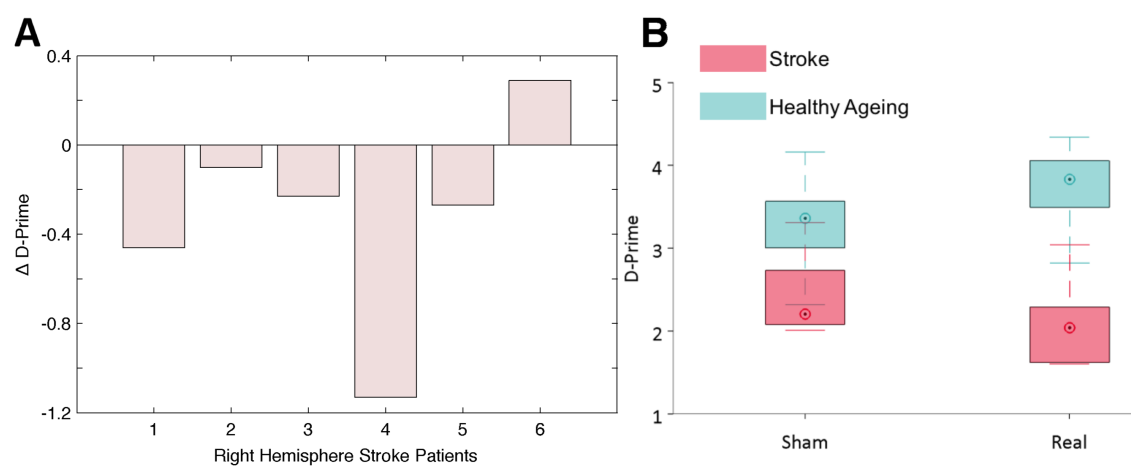 A
0.4
0
-0.4
-0.8
-1.2
Δ D-Prime
1 2 3 4 5 6
Right Hemisphere Stroke Patients
B
Stroke
Healthy Ageing
5
4
3
2
1
D-Prime
Sham Real